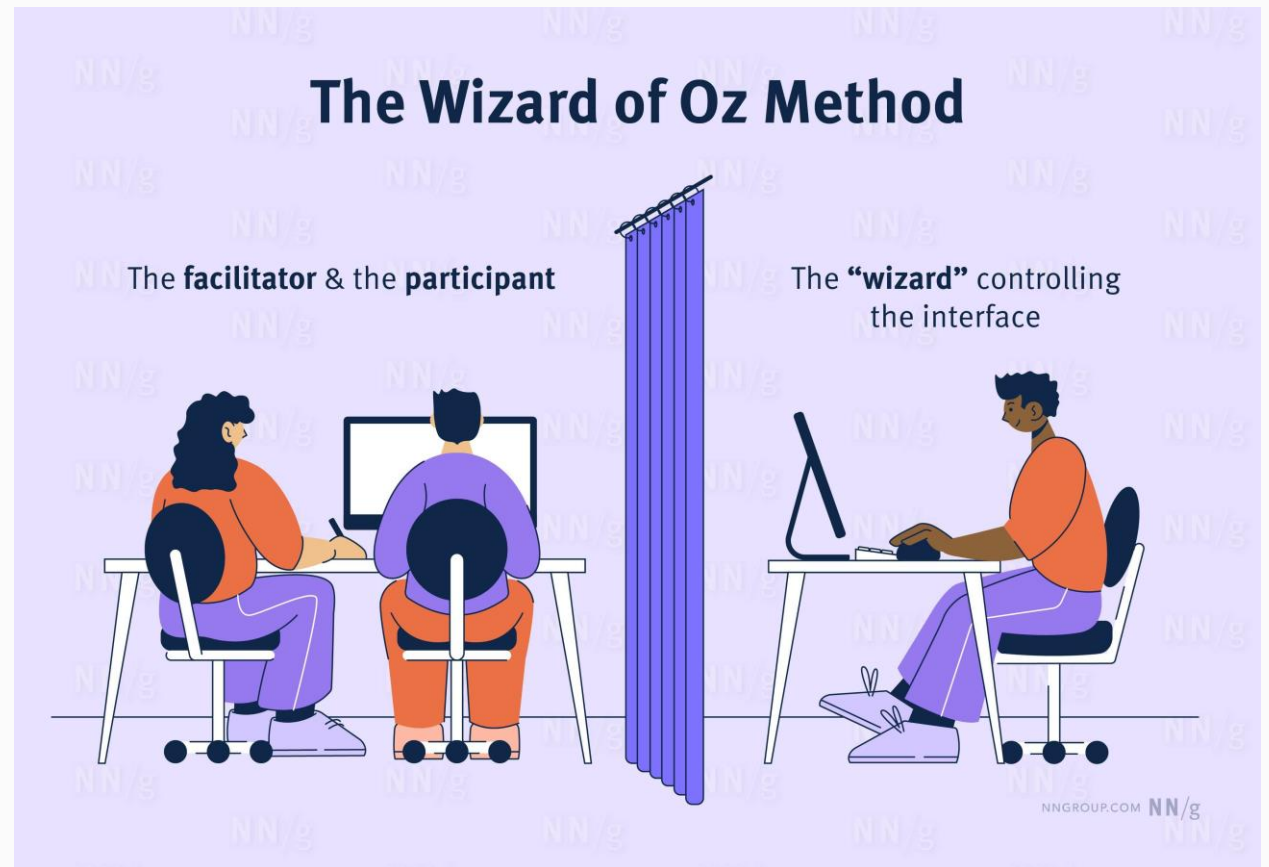 The Wizard of Oz Method
The facilitator & the participant
The “wizard” controlling
the interface
NNGROUP.COM NN/g